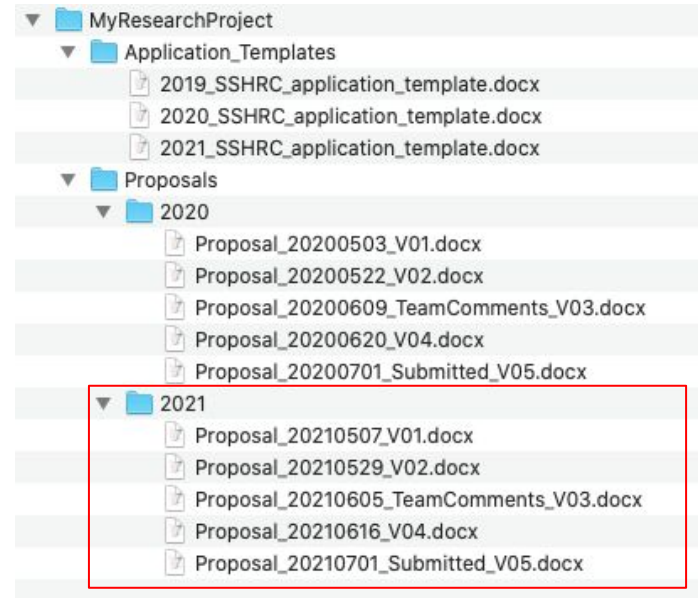 MyResearchProject
Application_Templates
2019_SSHRC_application_template.docx
2020_SSHRC_application_template.docx
2021_SSHRC_application_template.docx
Proposals
2020
Proposal_20200503_V01.docx
Proposal_20200522_V02.docx
Proposal_20200609_TeamComments_V03.docx
Proposal_20200620_V04.docx
Proposal_20200701_Submitted_V05.docx
2021
Proposal_20210507_V01.docx
Proposal_20210529_V02.docx
Proposal_20210605_TeamComments_V03.docx
Proposal_20210616_V04.docx
Proposal_20210701_Submitted_V05.docx